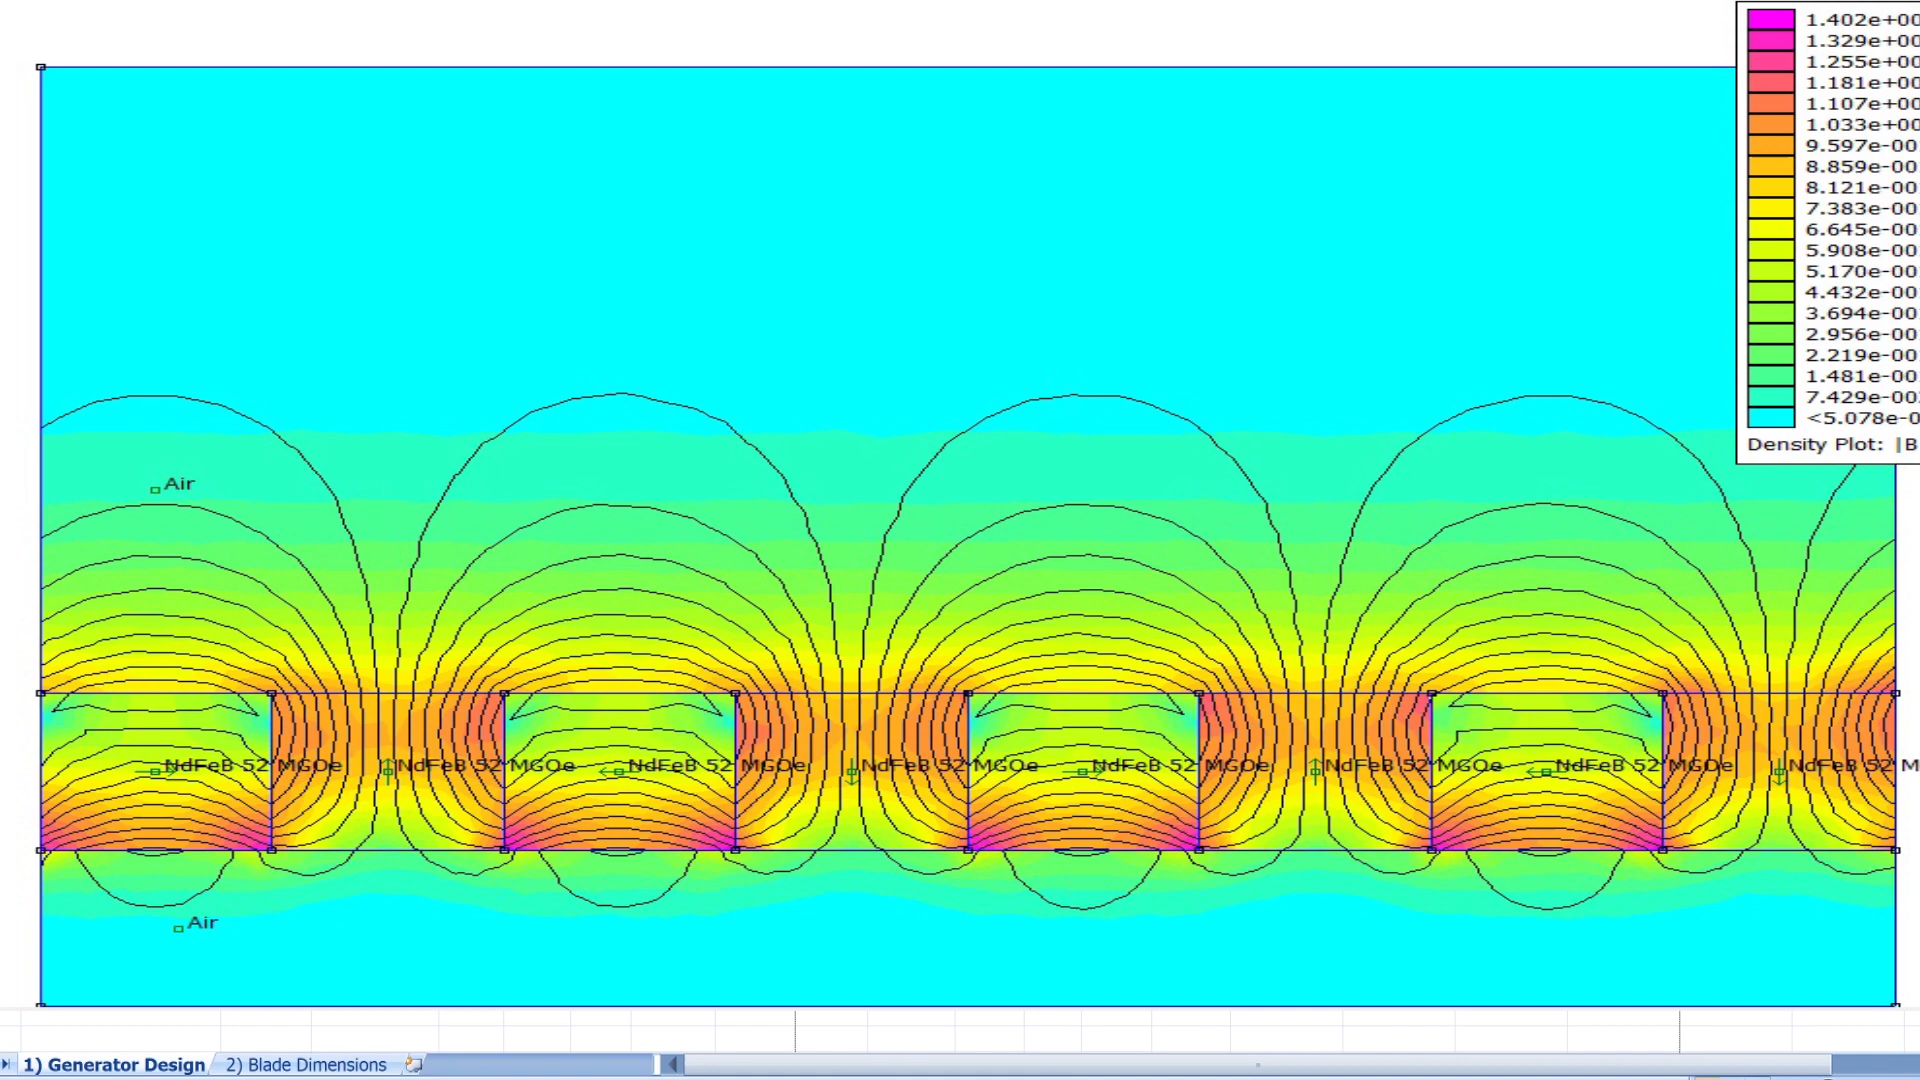 1.402e+00
1.329e+00
1.255e+00
1.181e+00
1.107e+00
1.033e+00
9.597e-00
8.859e-00
8.121e-00
7.383e-00
6.645e-00
5.908e-00
5.170e-00
4.432e-00
3.694e-00
2.956e-00
2.219e-00
1.481e-00
7.429e-00
<5.078e-0
Density Plot: |B
Air
NdFeB 52 MGOe
NdFeB 52 MGOe
NdFeB 52 MGOe
NdFeB 52 MGOe
NdFeB 52 MGOe
NdFeB 52 MGOe
NdFeB 52 MGOe
NdFeB 52 M
Air
1) Generator Design
2) Blade Dimensions